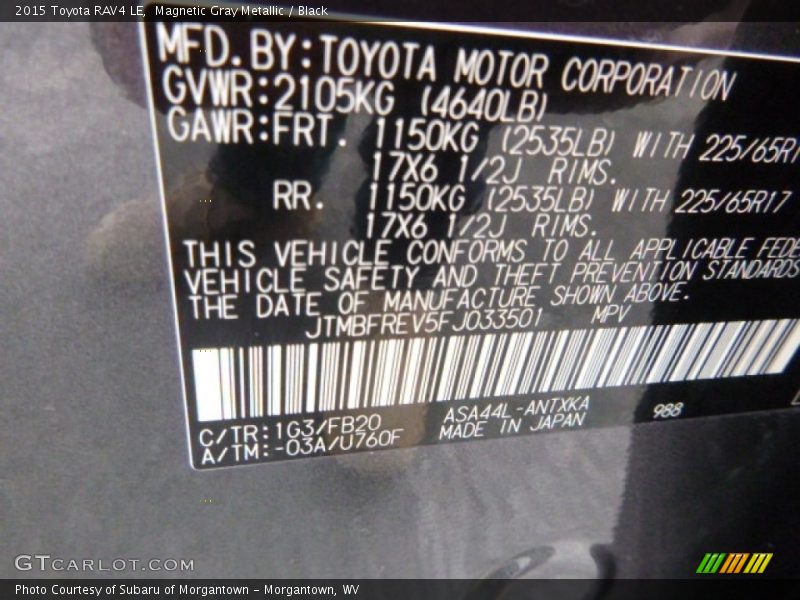 2015 Toyota RAV4 LE, Magnetic Gray Metallic / Black
MFD. BY: TOYOTA MOTOR CORPORATION
GVWR: 2105KG (4640LB)
GAWR: FRT. 1150KG (2535LB) WITH 225/65R1
17X6 1/2J RIMS.
RR. 1150KG (2535LB) WITH 225/65R17
17X6 1/2J RIMS.
THIS VEHICLE CONFORMS TO ALL APPLICABLE FEDE
VEHICLE SAFETY AND THEFT PREVENTION STANDARDS
THE DATE OF MANUFACTURE SHOWN ABOVE.
JTMBFREV5FJ033501 MPV
C/TR: 1G3/FB20 ASA44L-ANTXKA 988
A/TM: -03A/U760F MADE IN JAPAN
GTCARLOT.COM
Photo Courtesy of Subaru of Morgantown - Morgantown, WV